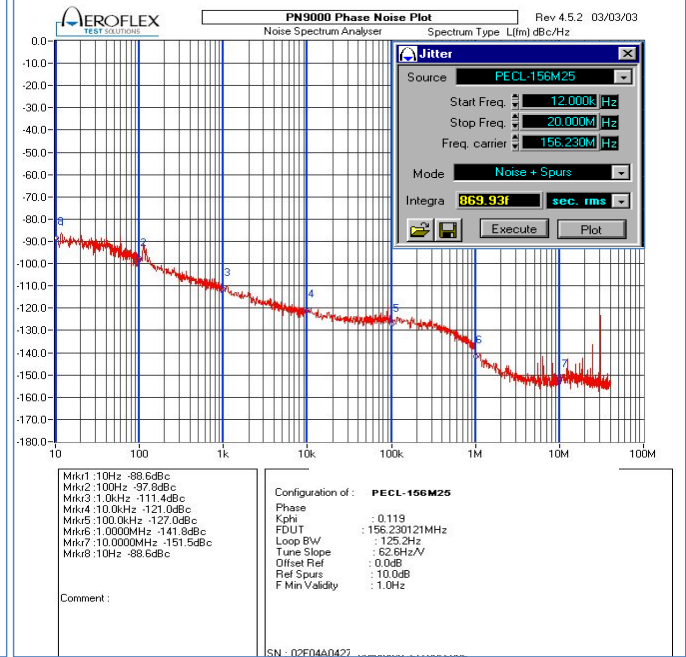 AEROFLEX
TEST SOLUTIONS
PN9000 Phase Noise Plot
Rev 4.5.2 03/03/03
Noise Spectrum Analyser
Spectrum Type L(fm) dBc/Hz
0.0
-10.0
-20.0
-30.0
-40.0
-50.0
-60.0
-70.0
-80.0
-90.0
-100.0
-110.0
-120.0
-130.0
-140.0
-150.0
-160.0
-170.0
-180.0
10
100
1k
10k
100k
1M
10M
100M
8
2
3
4
5
6
7
Jitter
Source PECL-156M25
Start Freq. 12.000k Hz
Stop Freq. 20.000M Hz
Freq. carrier 156.230M Hz
Mode Noise + Spurs
Integra 869.93f sec. rms
Execute Plot
Mrkr1 :10Hz -88.6dBc
Mrkr2 :100Hz -97.8dBc
Mrkr3 :1.0kHz -111.4dBc
Mrkr4 :10.0kHz -121.0dBc
Mrkr5 :100.0kHz -127.0dBc
Mrkr6 :1.0000MHz -141.8dBc
Mrkr7 :10.0000MHz -151.5dBc
Mrkr8 :10Hz -88.6dBc
Comment :
Configuration of : PECL-156M25
Phase
Kphi : 0.119
FDUT : 156.230121MHz
Loop BW : 125.2Hz
Tune Slope : 62.6Hz/V
Offset Ref : 0.0dB
Ref Spurs : 10.0dB
F Min Validity : 1.0Hz
SN : 02F04A0427